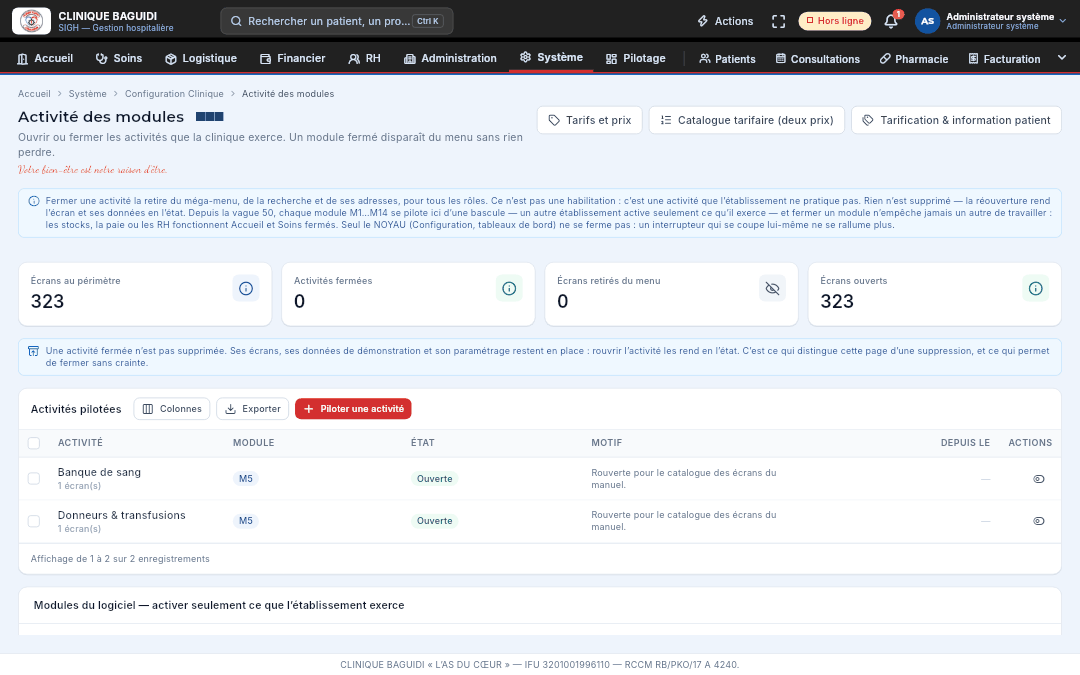 CLINIQUE BAGUIDI
SIGH — Gestion hospitalière
Rechercher un patient, un pro... Ctrl K
Actions
Hors ligne
1
AS
Administrateur système
Administrateur système
Accueil
Soins
Logistique
Financier
RH
Administration
Système
Pilotage
Patients
Consultations
Pharmacie
Facturation
Accueil > Système > Configuration Clinique > Activité des modules
Activité des modules
Ouvrir ou fermer les activités que la clinique exerce. Un module fermé disparaît du menu sans rien
perdre.
Votre bien-être est notre raison d'être.
Tarifs et prix
Catalogue tarifaire (deux prix)
Tarification & information patient
Fermer une activité la retire du méga-menu, de la recherche et de ses adresses, pour tous les rôles. Ce n'est pas une habilitation : c'est une activité que l'établissement ne pratique pas. Rien n'est supprimé — la réouverture rend
l'écran et ses données en l'état. Depuis la vague 50, chaque module M1...M14 se pilote ici d'une bascule — un autre établissement active seulement ce qu'il exerce — et fermer un module n'empêche jamais un autre de travailler :
les stocks, la paie ou les RH fonctionnent Accueil et Soins fermés. Seul le NOYAU (Configuration, tableaux de bord) ne se ferme pas : un interrupteur qui se coupe lui-même ne se rallume plus.
Écrans au périmètre
323
Activités fermées
0
Écrans retirés du menu
0
Écrans ouverts
323
Une activité fermée n'est pas supprimée. Ses écrans, ses données de démonstration et son paramétrage restent en place : rouvrir l'activité les rend en l'état. C'est ce qui distingue cette page d'une suppression, et ce qui permet
de fermer sans crainte.
Activités pilotées
Colonnes
Exporter
Piloter une activité
ACTIVITÉ MODULE ÉTAT MOTIF DEPUIS LE ACTIONS
Banque de sang
1 écran(s)
M5
Ouverte
Rouverte pour le catalogue des écrans du
manuel.
—
Donneurs & transfusions
1 écran(s)
M5
Ouverte
Rouverte pour le catalogue des écrans du
manuel.
—
Affichage de 1 à 2 sur 2 enregistrements
Modules du logiciel — activer seulement ce que l'établissement exerce
CLINIQUE BAGUIDI « L'AS DU CŒUR » — IFU 3201001996110 — RCCM RB/PKO/17 A 4240.